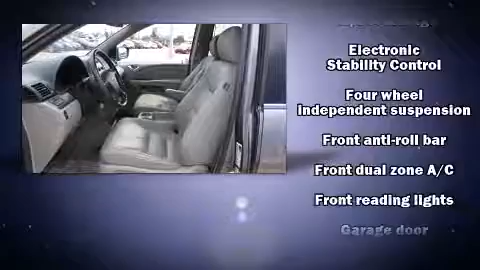 Electronic
Stability Control
Four wheel
independent suspension
Front anti-roll bar
Front dual zone A/C
Front reading lights
Garage door